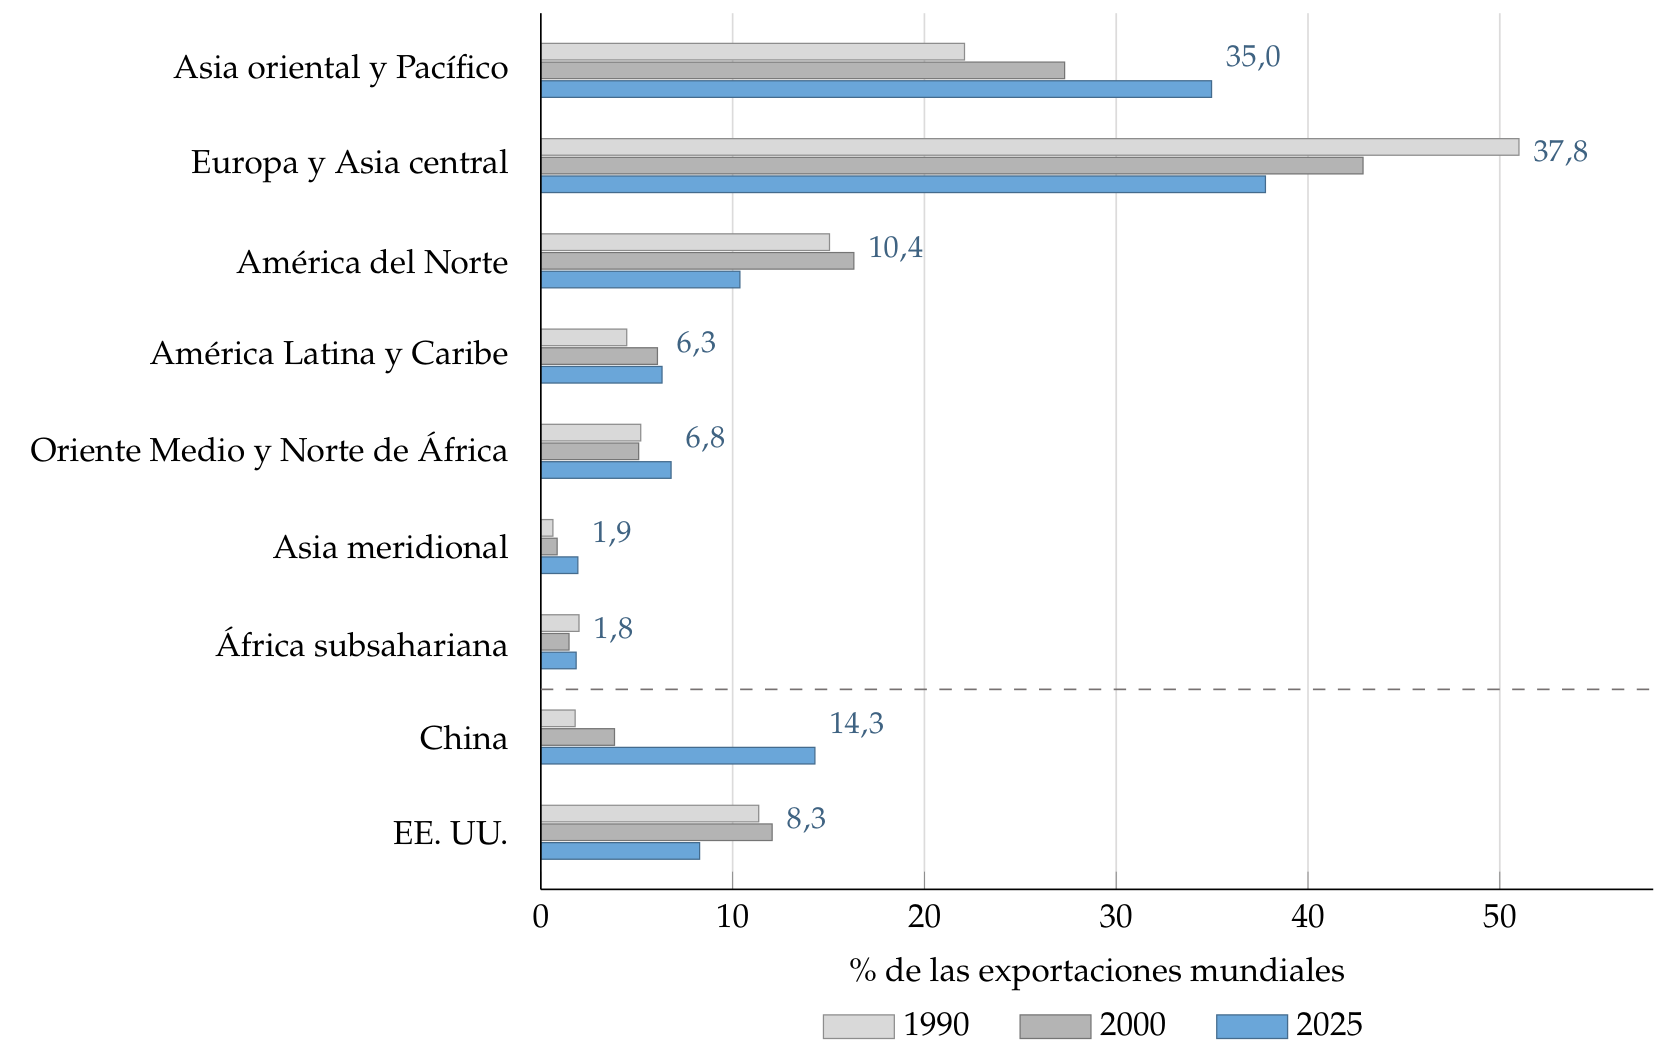 Asia oriental y Pacífico
35,0
Europa y Asia central
37,8
América del Norte
10,4
América Latina y Caribe
6,3
Oriente Medio y Norte de África
6,8
Asia meridional
1,9
África subsahariana
1,8
China
14,3
EE. UU.
8,3
0 10 20 30 40 50
% de las exportaciones mundiales
1990 2000 2025